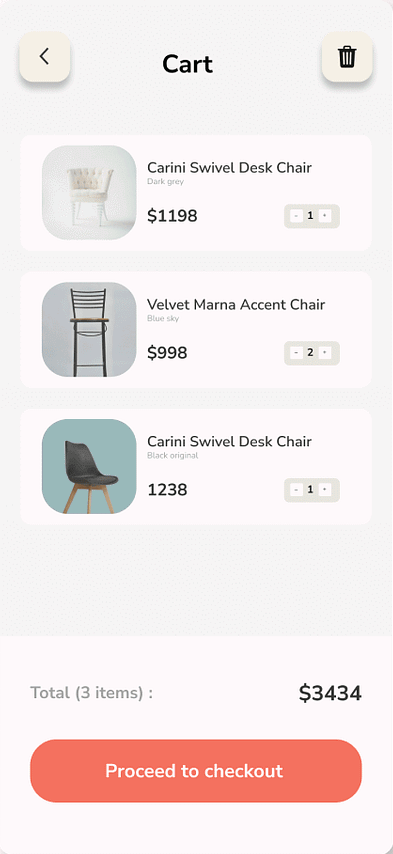 Cart
Carini Swivel Desk Chair
Dark grey
$1198
- 1 +
Velvet Marna Accent Chair
Blue sky
$998
- 2 +
Carini Swivel Desk Chair
Black original
1238
- 1 +
Total (3 items) :
$3434
Proceed to checkout